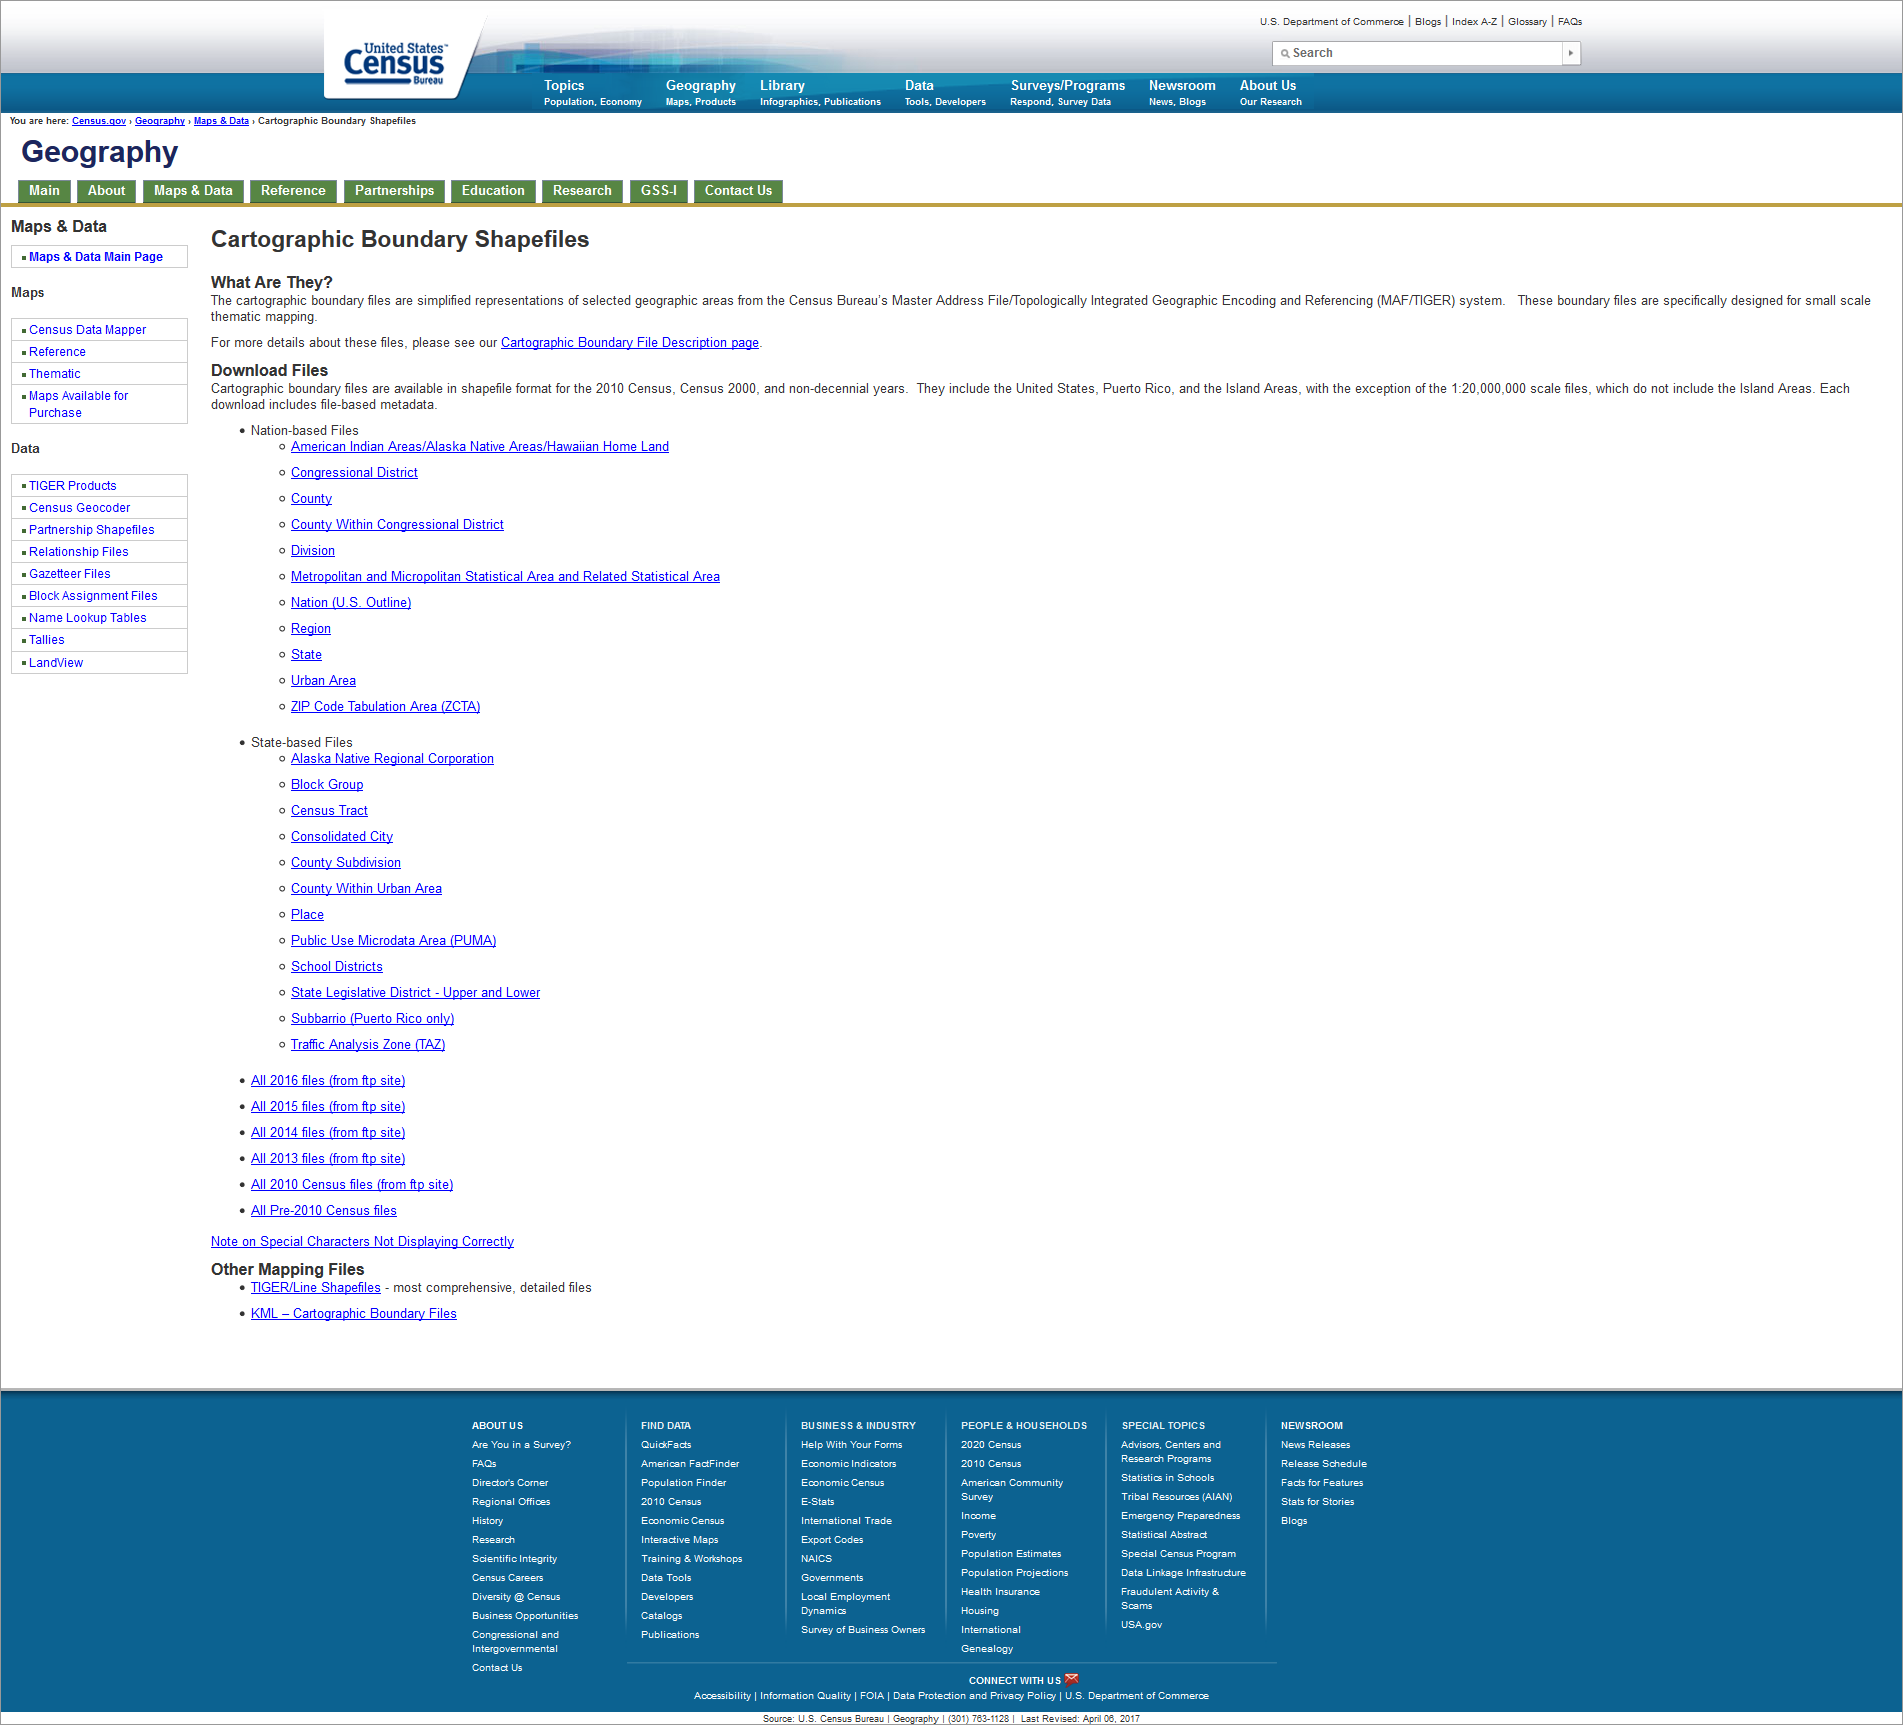 U.S. Department of Commerce | Blogs | Index A-Z | Glossary | FAQs
United States™
Census
Bureau
Search
Topics
Population, Economy
Geography
Maps, Products
Library
Infographics, Publications
Data
Tools, Developers
Surveys/Programs
Respond, Survey Data
Newsroom
News, Blogs
About Us
Our Research
You are here: Census.gov › Geography › Maps & Data › Cartographic Boundary Shapefiles
Geography
Main
About
Maps & Data
Reference
Partnerships
Education
Research
GSS-I
Contact Us
Maps & Data
Maps & Data Main Page
Maps
Census Data Mapper
Reference
Thematic
Maps Available for
Purchase
Data
TIGER Products
Census Geocoder
Partnership Shapefiles
Relationship Files
Gazetteer Files
Block Assignment Files
Name Lookup Tables
Tallies
LandView
Cartographic Boundary Shapefiles
What Are They?
The cartographic boundary files are simplified representations of selected geographic areas from the Census Bureau's Master Address File/Topologically Integrated Geographic Encoding and Referencing (MAF/TIGER) system. These boundary files are specifically designed for small scale
thematic mapping.
For more details about these files, please see our Cartographic Boundary File Description page.
Download Files
Cartographic boundary files are available in shapefile format for the 2010 Census, Census 2000, and non-decennial years. They include the United States, Puerto Rico, and the Island Areas, with the exception of the 1:20,000,000 scale files, which do not include the Island Areas. Each
download includes file-based metadata.
Nation-based Files
American Indian Areas/Alaska Native Areas/Hawaiian Home Land
Congressional District
County
County Within Congressional District
Division
Metropolitan and Micropolitan Statistical Area and Related Statistical Area
Nation (U.S. Outline)
Region
State
Urban Area
ZIP Code Tabulation Area (ZCTA)
State-based Files
Alaska Native Regional Corporation
Block Group
Census Tract
Consolidated City
County Subdivision
County Within Urban Area
Place
Public Use Microdata Area (PUMA)
School Districts
State Legislative District - Upper and Lower
Subbarrio (Puerto Rico only)
Traffic Analysis Zone (TAZ)
All 2016 files (from ftp site)
All 2015 files (from ftp site)
All 2014 files (from ftp site)
All 2013 files (from ftp site)
All 2010 Census files (from ftp site)
All Pre-2010 Census files
Note on Special Characters Not Displaying Correctly
Other Mapping Files
TIGER/Line Shapefiles - most comprehensive, detailed files
KML – Cartographic Boundary Files
ABOUT US
Are You in a Survey?
FAQs
Director's Corner
Regional Offices
History
Research
Scientific Integrity
Census Careers
Diversity @ Census
Business Opportunities
Congressional and
Intergovernmental
Contact Us
FIND DATA
QuickFacts
American FactFinder
Population Finder
2010 Census
Economic Census
Interactive Maps
Training & Workshops
Data Tools
Developers
Catalogs
Publications
BUSINESS & INDUSTRY
Help With Your Forms
Economic Indicators
Economic Census
E-Stats
International Trade
Export Codes
NAICS
Governments
Local Employment
Dynamics
Survey of Business Owners
PEOPLE & HOUSEHOLDS
2020 Census
2010 Census
American Community
Survey
Income
Poverty
Population Estimates
Population Projections
Health Insurance
Housing
International
Genealogy
SPECIAL TOPICS
Advisors, Centers and
Research Programs
Statistics in Schools
Tribal Resources (AIAN)
Emergency Preparedness
Statistical Abstract
Special Census Program
Data Linkage Infrastructure
Fraudulent Activity &
Scams
USA.gov
NEWSROOM
News Releases
Release Schedule
Facts for Features
Stats for Stories
Blogs
CONNECT WITH US
Accessibility | Information Quality | FOIA | Data Protection and Privacy Policy | U.S. Department of Commerce
Source: U.S. Census Bureau | Geography | (301) 763-1128 | Last Revised: April 06, 2017